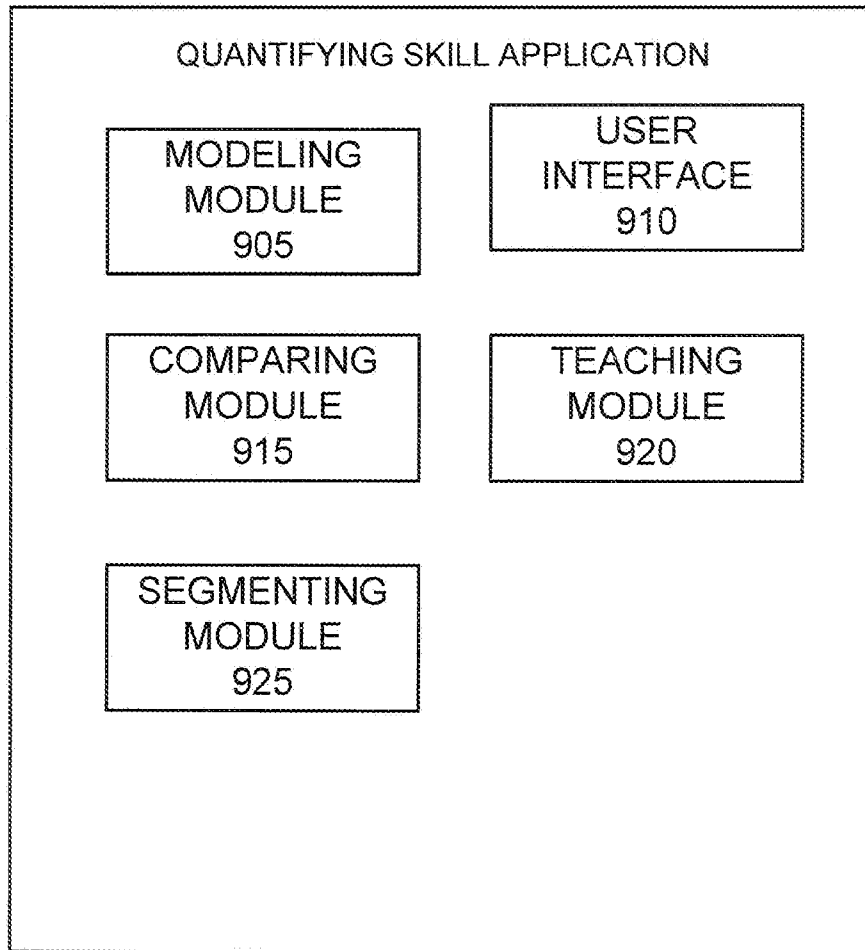 QUANTIFYING SKILL APPLICATION
MODELING
MODULE
905
USER
INTERFACE
910
COMPARING
MODULE
915
TEACHING
MODULE
920
SEGMENTING
MODULE
925